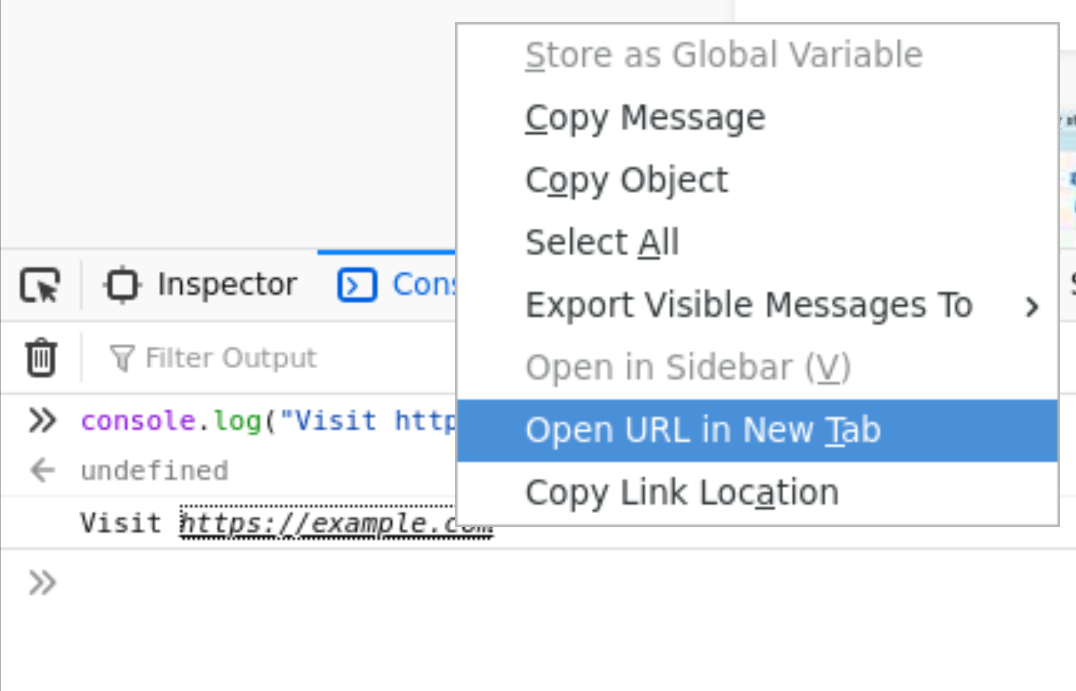 Store as Global Variable
Copy Message
Copy Object
Select All
Export Visible Messages To
Open in Sidebar (V)
Open URL in New Tab
Copy Link Location
Inspector
Filter Output
console.log("Visit http
undefined
Visit https://example.com